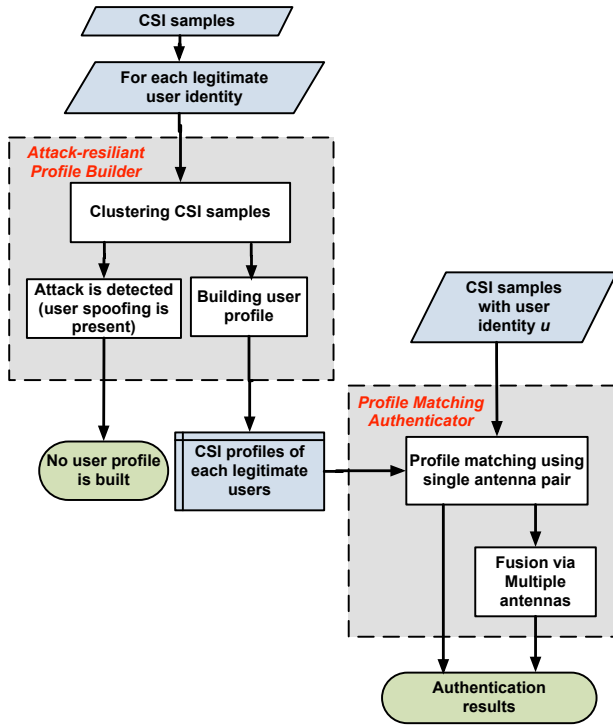 CSI samples
For each legitimate
user identity
Attack-resiliant
Profile Builder
Clustering CSI samples
Attack is detected
(user spoofing is
present)
Building user
profile
CSI samples
with user
identity u
No user profile
is built
CSI profiles of
each legitimate
users
Profile Matching
Authenticator
Profile matching using
single antenna pair
Fusion via
Multiple
antennas
Authentication
results